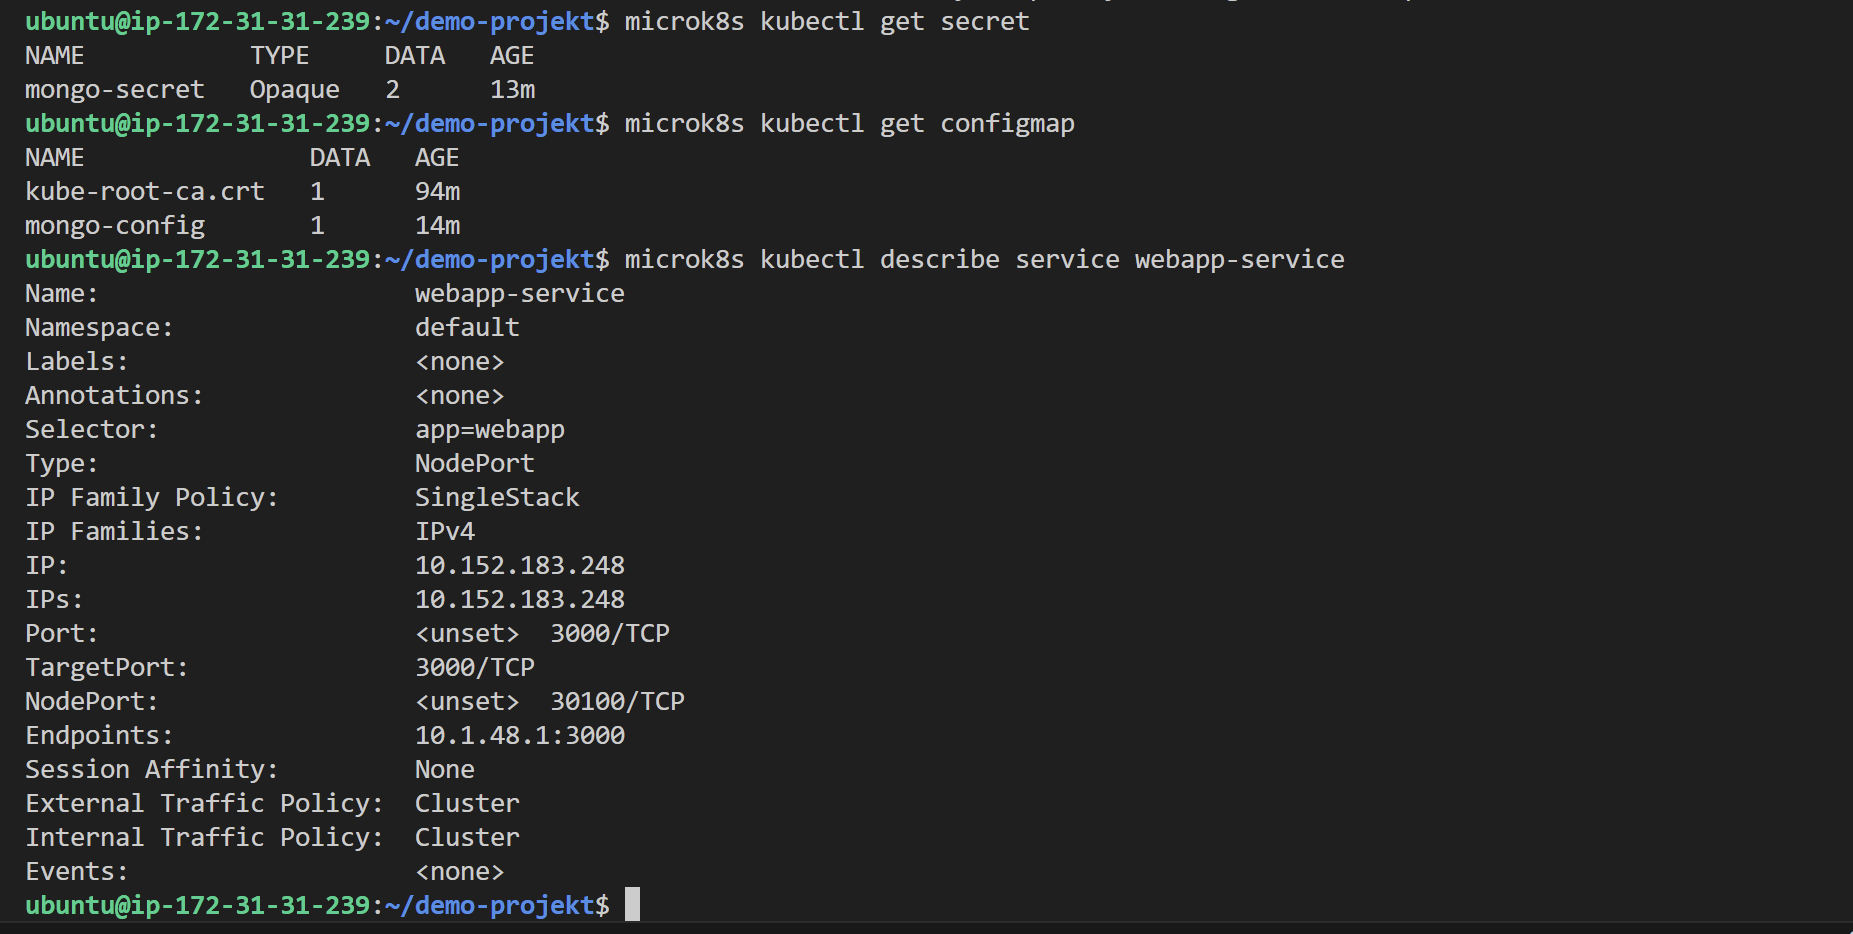 ubuntu@ip-172-31-31-239:~/demo-projekt$ microk8s kubectl get secret
NAME           TYPE     DATA   AGE
mongo-secret   Opaque   2      13m
ubuntu@ip-172-31-31-239:~/demo-projekt$ microk8s kubectl get configmap
NAME               DATA   AGE
kube-root-ca.crt   1      94m
mongo-config       1      14m
ubuntu@ip-172-31-31-239:~/demo-projekt$ microk8s kubectl describe service webapp-service
Name:                     webapp-service
Namespace:                default
Labels:                   <none>
Annotations:              <none>
Selector:                 app=webapp
Type:                     NodePort
IP Family Policy:         SingleStack
IP Families:              IPv4
IP:                       10.152.183.248
IPs:                      10.152.183.248
Port:                     <unset>  3000/TCP
TargetPort:               3000/TCP
NodePort:                 <unset>  30100/TCP
Endpoints:                10.1.48.1:3000
Session Affinity:         None
External Traffic Policy:  Cluster
Internal Traffic Policy:  Cluster
Events:                   <none>
ubuntu@ip-172-31-31-239:~/demo-projekt$